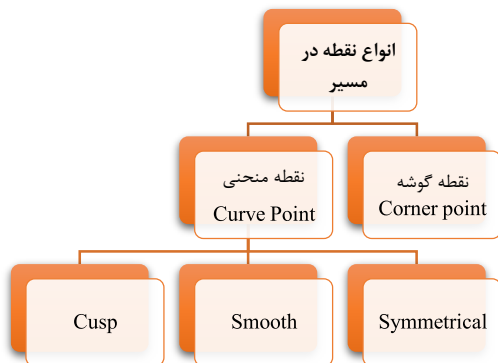 انواع نقطه در
مسیر
نقطه گوشه
Corner point
نقطه منحنی
Curve Point
Cusp
Smooth
Symmetrical